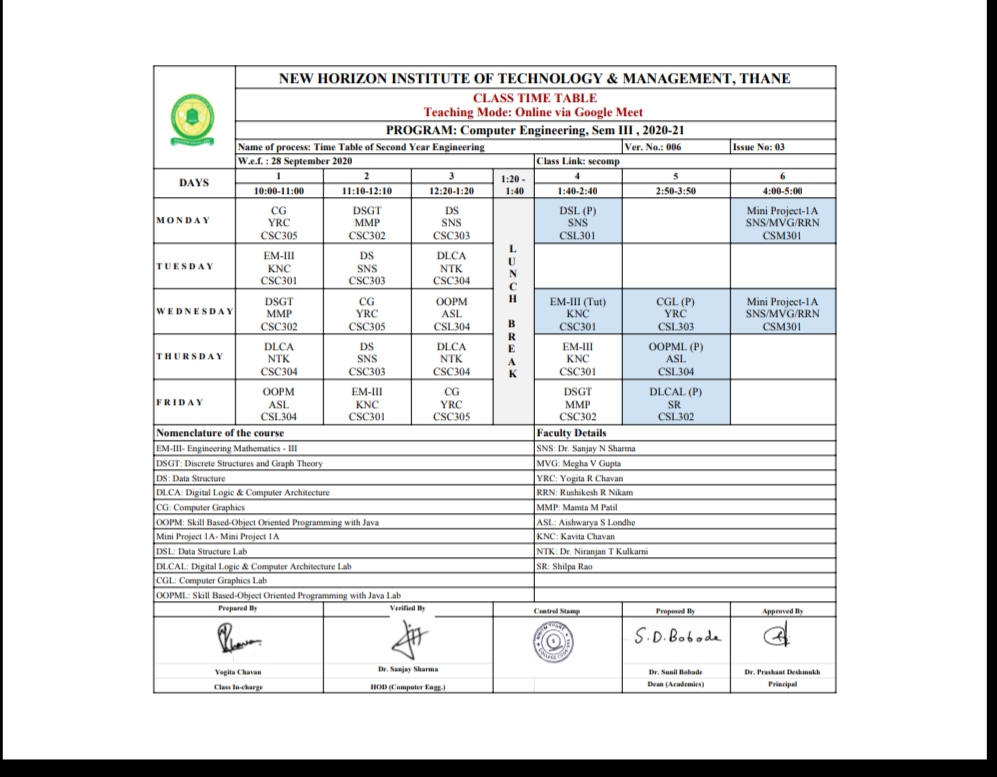 NEW HORIZON INSTITUTE OF TECHNOLOGY & MANAGEMENT, THANE
CLASS TIME TABLE
Teaching Mode: Online via Google Meet
PROGRAM: Computer Engineering, Sem III , 2020-21
Name of process: Time Table of Second Year Engineering Ver. No.: 006 Issue No: 03
W.e.f. : 28 September 2020 Class Link: secomp
DAYS 1 2 3 1:20 - 1:40 4 5 6
10:00-11:00 11:10-12:10 12:20-1:20 1:40-2:40 2:50-3:50 4:00-5:00
LUNCH BREAK
MONDAY
CG DSGT DS DSL (P) Mini Project-1A
YRC MMP SNS SNS SNS/MVG/RRN
CSC305 CSC302 CSC303 CSL301 CSM301
TUESDAY
EM-III DS DLCA
KNC SNS NTK
CSC301 CSC303 CSC304
WEDNESDAY
DSGT CG OOPM EM-III (Tut) CGL (P) Mini Project-1A
MMP YRC ASL KNC YRC SNS/MVG/RRN
CSC302 CSC305 CSL304 CSC301 CSL303 CSM301
THURSDAY
DLCA DS DLCA EM-III OOPML (P)
NTK SNS NTK KNC ASL
CSC304 CSC303 CSC304 CSC301 CSL304
FRIDAY
OOPM EM-III CG DSGT DLCAL (P)
ASL KNC YRC MMP SR
CSL304 CSC301 CSC305 CSC302 CSL302
Nomenclature of the course Faculty Details
EM-III- Engineering Mathematics - III SNS: Dr. Sanjay N Sharma
DSGT: Discrete Structures and Graph Theory MVG: Megha V Gupta
DS: Data Structure YRC: Yogita R Chavan
DLCA: Digital Logic & Computer Architecture RRN: Rushikesh R Nikam
CG: Computer Graphics MMP: Mamta M Patil
OOPM: Skill Based-Object Oriented Programming with Java ASL: Aishwarya S Londhe
Mini Project 1A- Mini Project 1A KNC: Kavita Chavan
DSL: Data Structure Lab NTK: Dr. Niranjan T Kulkarni
DLCAL: Digital Logic & Computer Architecture Lab SR: Shilpa Rao
CGL: Computer Graphics Lab
OOPML: Skill Based-Object Oriented Programming with Java Lab
Prepared By Verified By Control Stamp Proposed By Approved By
S.D.Bobade
Yogita Chavan Dr. Sanjay Sharma Dr. Sunil Bobade Dr. Prashant Deshmukh
Class In-charge HOD (Computer Engg.) Dean (Academics) Principal